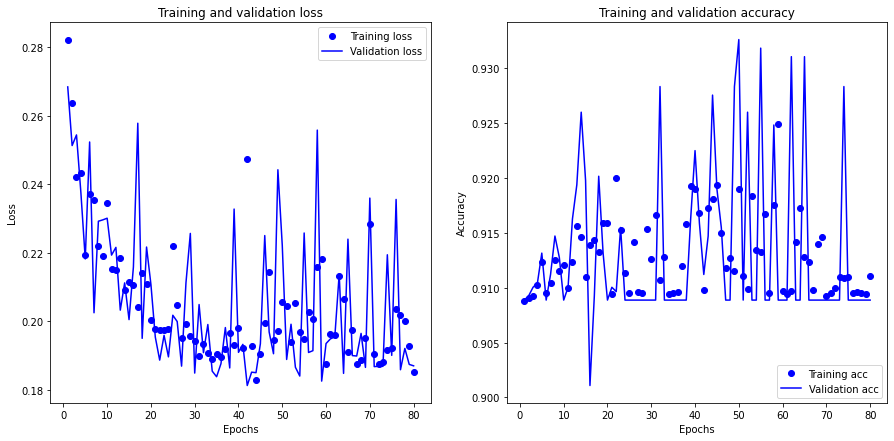 Training and validation loss
0.28
0.26
0.24
0.22
0.20
0.18
Loss
0 10 20 30 40 50 60 70 80
Epochs
Training loss
Validation loss
Training and validation accuracy
0.930
0.925
0.920
0.915
0.910
0.905
0.900
Accuracy
0 10 20 30 40 50 60 70 80
Epochs
Training acc
Validation acc